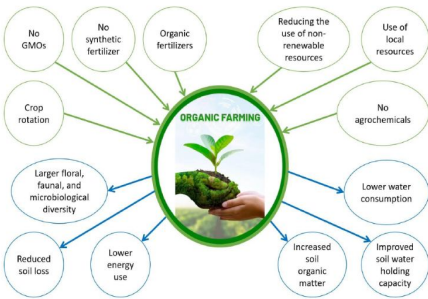 No
GMOs
No
synthetic
fertilizer
Organic
fertilizers
Reducing the
use of non-
renewable
resources
Use of
local
resources
Crop
rotation
ORGANIC FARMING
No
agrochemicals
Larger floral,
faunal, and
microbiological
diversity
Lower water
consumption
Reduced
soil loss
Lower
energy
use
Increased
soil
organic
matter
Improved
soil water
holding
capacity